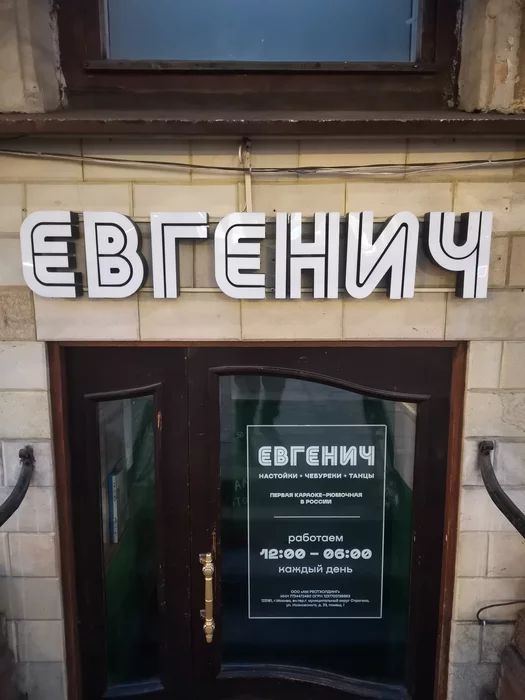 ЕВГЕНИЧ
ЕВГЕНИЧ
НАСТОЙКИ + ЧЕБУРЕКИ + ТАНЦЫ
ПЕРВАЯ КАРАОКЕ-РЮМОЧНАЯ
В РОССИИ
работаем
12:00 – 06:00
каждый день